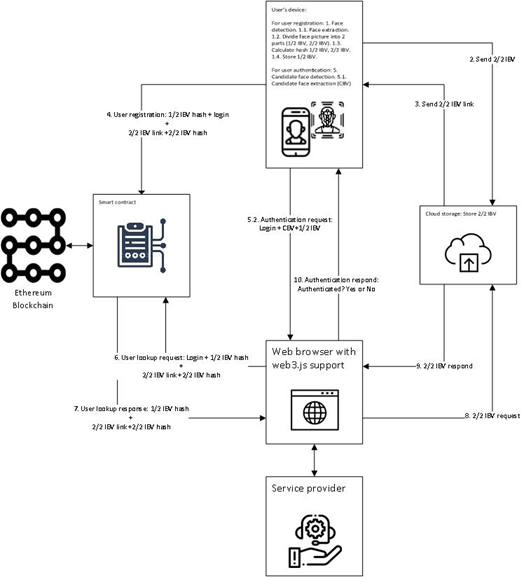 User's device:
For user registration: 1. Face
detection. 1.1. Face extraction.
1.2. Divide face picture into 2
parts (1/2 IBV, 2/2 IBV). 1.3.
Calculate hash 1/2 IBV, 2/2 IBV.
1.4. Store 1/2 IBV.
For user authentication: 5.
Candidate face detection. 5.1.
Candidate face extraction (CBV)
2. Send 2/2 IBV
3. Send 2/2 IBV link
4. User registration: 1/2 IBV hash + login
+
2/2 IBV link +2/2 IBV hash
Smart contract
Cloud storage: Store 2/2 IBV
5.2. Authentication request:
Login + CBV+1/2 IBV
Ethereum
Blockchain
10. Authentication respond:
Authenticated? Yes or No
6. User lookup request: Login + 1/2 IBV hash
+
2/2 IBV link+2/2 IBV hash
Web browser with
web3.js support
9. 2/2 IBV respond
7. User lookup response: 1/2 IBV hash
+
2/2 IBV link+2/2 IBV hash
8. 2/2 IBV request
Service provider